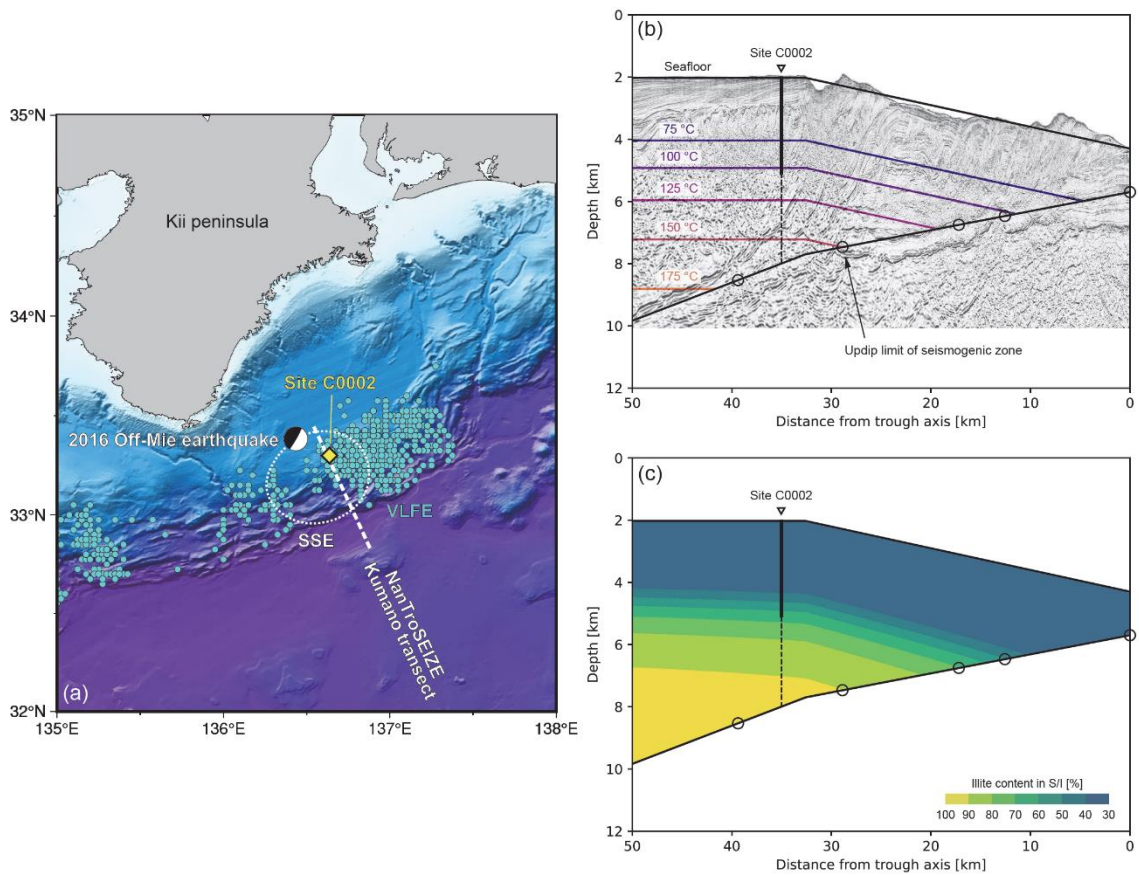 35°N
34°N
33°N
32°N
135°E
136°E
137°E
138°E
Kii peninsula
Site C0002
2016 Off-Mie earthquake
VLFE
SSE
NanTroSEIZE
Kumano transect
(a)
(b)
Site C0002
Seafloor
75 °C
100 °C
125 °C
150 °C
175 °C
Updip limit of seismogenic zone
0
2
4
6
8
10
12
Depth [km]
50
40
30
20
10
0
Distance from trough axis [km]
(c)
Site C0002
0
2
4
6
8
10
12
Depth [km]
Illite content in S/I [%]
100 90 80 70 60 50 40 30
50
40
30
20
10
0
Distance from trough axis [km]